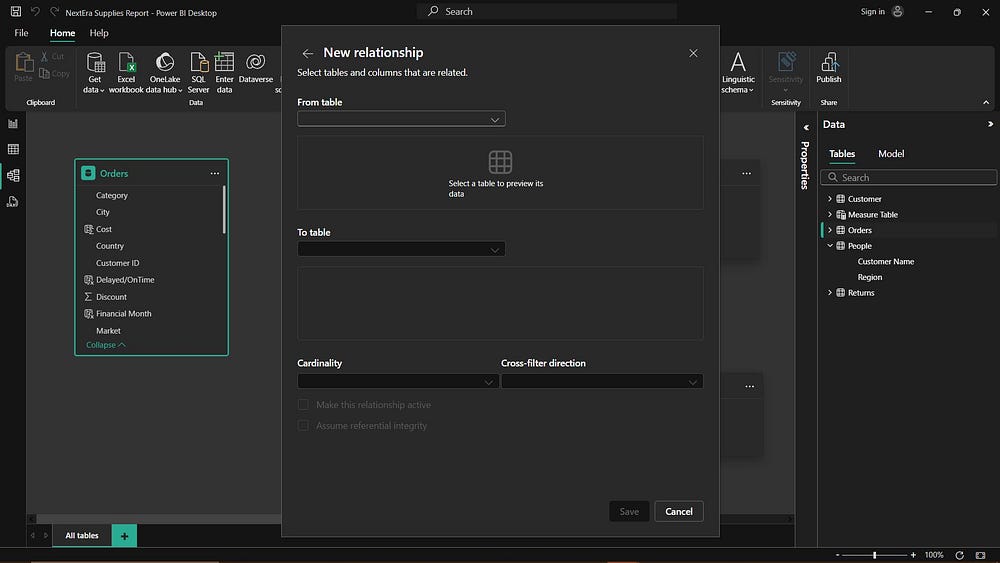 NextEra Supplies Report - Power BI Desktop
Search
Sign in
File
Home
Help
Paste
Cut
Copy
Clipboard
Get
data
Excel
workbook
OneLake
data hub
SQL
Server
Enter
data
Dataverse
Data
Linguistic
schema
Sensitivity
Sensitivity
Publish
Share
New relationship
Select tables and columns that are related.
From table
Select a table to preview its
data
To table
Cardinality
Cross-filter direction
Make this relationship active
Assume referential integrity
Save
Cancel
Orders
Category
City
Cost
Country
Customer ID
Delayed/OnTime
Discount
Financial Month
Market
Collapse
Properties
Data
Tables
Model
Search
Customer
Measure Table
Orders
People
Customer Name
Region
Returns
All tables
100%